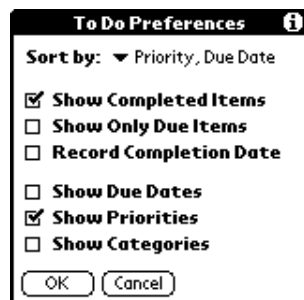 To Do Preferences
Sort by: Priority, Due Date
Show Completed Items
Show Only Due Items
Record Completion Date
Show Due Dates
Show Priorities
Show Categories
OK Cancel